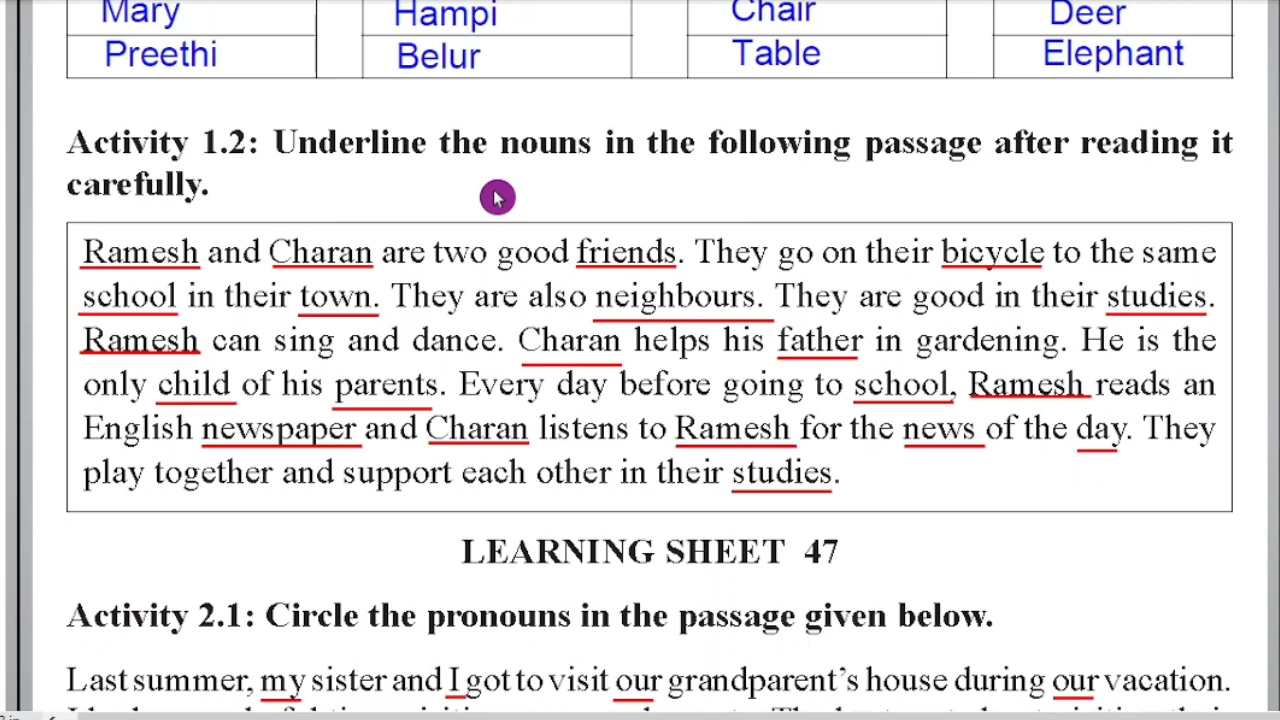 Mary Hampi Chair Deer
Preethi Belur Table Elephant
Activity 1.2: Underline the nouns in the following passage after reading it
carefully.
Ramesh and Charan are two good friends. They go on their bicycle to the same
school in their town. They are also neighbours. They are good in their studies.
Ramesh can sing and dance. Charan helps his father in gardening. He is the
only child of his parents. Every day before going to school, Ramesh reads an
English newspaper and Charan listens to Ramesh for the news of the day. They
play together and support each other in their studies.
LEARNING SHEET 47
Activity 2.1: Circle the pronouns in the passage given below.
Last summer, my sister and I got to visit our grandparent's house during our vacation.